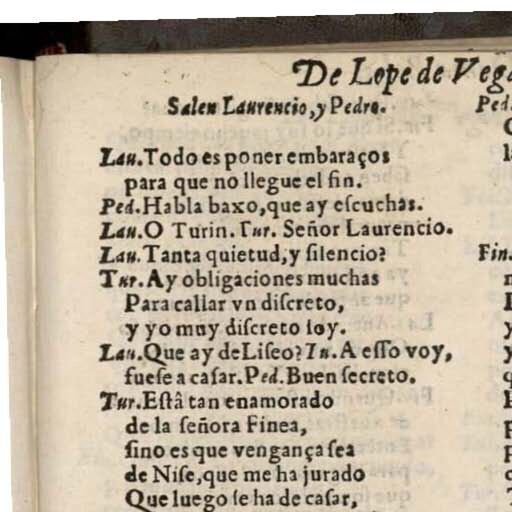 De Lope de Vega
Salen Laurencio, y Pedro.
Lau. Todo es poner embaraços
para que no llegue el fin.
Ped. Habla baxo, que ay eſcuchas.
Lau. O Turin. Tur. Señor Laurencio.
Lau. Tanta quietud, y ſilencio?
Tur. Ay obligaciones muchas
Para callar vn diſcreto,
y yo muy diſcreto ſoy.
Lau. Que ay de Liſeo? In. A eſſo voy,
fueſe a caſar. Ped. Buen ſecreto.
Tur. Eſtâ tan enamorado
de la ſeñora Finea,
ſino es que vengança ſea
de Niſe, que me ha jurado
Que luego ſe ha de caſar,
Ped.
Fin.